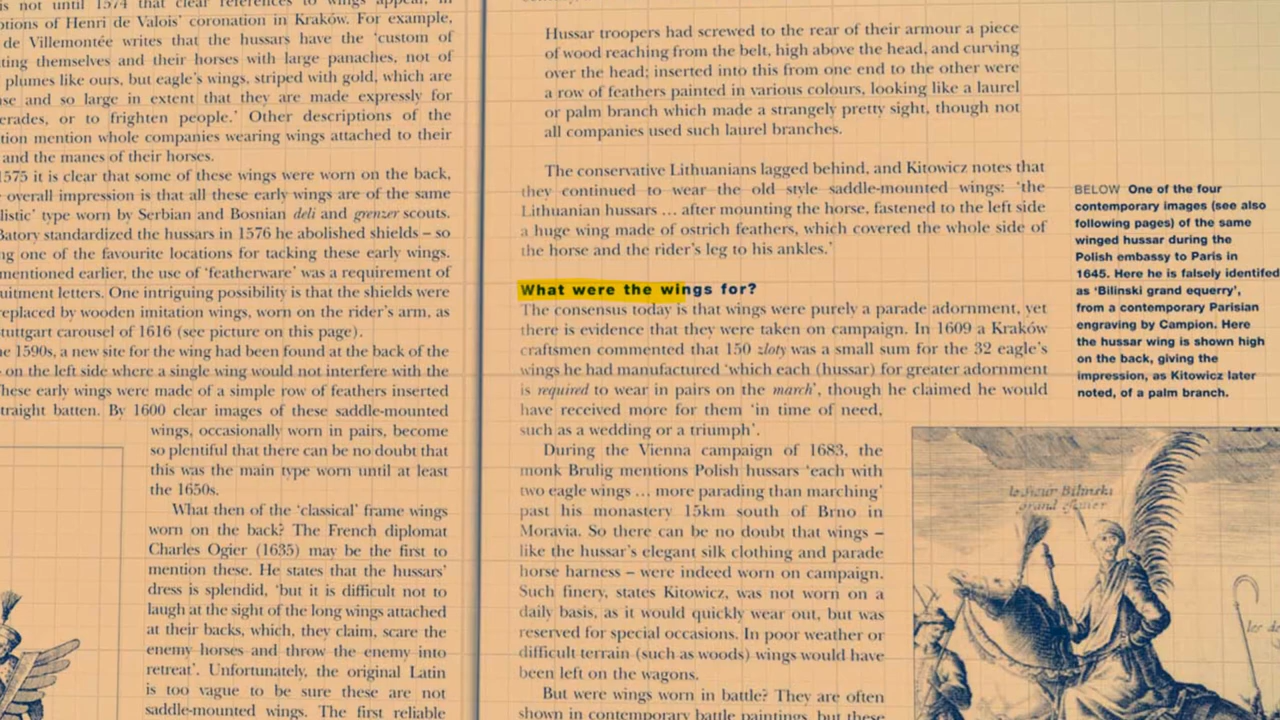 is not until 1574 that clear references to wings appear, in
ptions of Henri de Valois' coronation in Kraków. For example,
de Villemontée writes that the hussars have the 'custom of
ting themselves and their horses with large panaches, not of
plumes like ours, but eagle's wings, striped with gold, which are
se and so large in extent that they are made expressly for
erades, or to frighten people.' Other descriptions of the
tion mention whole companies wearing wings attached to their
and the manes of their horses.
1575 it is clear that some of these wings were worn on the back,
overall impression is that all these early wings are of the same
listic' type worn by Serbian and Bosnian deli and grenzer scouts.
Batory standardized the hussars in 1576 he abolished shields – so
ng one of the favourite locations for tacking these early wings.
mentioned earlier, the use of 'featherware' was a requirement of
uitment letters. One intriguing possibility is that the shields were
replaced by wooden imitation wings, worn on the rider's arm, as
tuttgart carousel of 1616 (see picture on this page).
he 1590s, a new site for the wing had been found at the back of the
on the left side where a single wing would not interfere with the
These early wings were made of a simple row of feathers inserted
traight batten. By 1600 clear images of these saddle-mounted
wings, occasionally worn in pairs, become
so plentiful that there can be no doubt that
this was the main type worn until at least
the 1650s.
What then of the 'classical' frame wings
worn on the back? The French diplomat
Charles Ogier (1635) may be the first to
mention these. He states that the hussars'
dress is splendid, 'but it is difficult not to
laugh at the sight of the long wings attached
at their backs, which, they claim, scare the
enemy horses and throw the enemy into
retreat'. Unfortunately, the original Latin
is too vague to be sure these are not
saddle-mounted wings. The first reliable
Hussar troopers had screwed to the rear of their armour a piece
of wood reaching from the belt, high above the head, and curving
over the head; inserted into this from one end to the other were
a row of feathers painted in various colours, looking like a laurel
or palm branch which made a strangely pretty sight, though not
all companies used such laurel branches.
The conservative Lithuanians lagged behind, and Kitowicz notes that
they continued to wear the old style saddle-mounted wings: 'the
Lithuanian hussars ... after mounting the horse, fastened to the left side
a huge wing made of ostrich feathers, which covered the whole side of
the horse and the rider's leg to his ankles.'
What were the wings for?
The consensus today is that wings were purely a parade adornment, yet
there is evidence that they were taken on campaign. In 1609 a Kraków
craftsmen commented that 150 zloty was a small sum for the 32 eagle's
wings he had manufactured 'which each (hussar) for greater adornment
is required to wear in pairs on the march', though he claimed he would
have received more for them 'in time of need,
such as a wedding or a triumph'.
During the Vienna campaign of 1683, the
monk Brulig mentions Polish hussars 'each with
two eagle wings ... more parading than marching'
past his monastery 15km south of Brno in
Moravia. So there can be no doubt that wings –
like the hussar's elegant silk clothing and parade
horse harness – were indeed worn on campaign.
Such finery, states Kitowicz, was not worn on a
daily basis, as it would quickly wear out, but was
reserved for special occasions. In poor weather or
difficult terrain (such as woods) wings would have
been left on the wagons.
But were wings worn in battle? They are often
shown in contemporary battle paintings, but these
BELOW One of the four
contemporary images (see also
following pages) of the same
winged hussar during the
Polish embassy to Paris in
1645. Here he is falsely identifed
as 'Bilinski grand equerry',
from a contemporary Parisian
engraving by Campion. Here
the hussar wing is shown high
on the back, giving the
impression, as Kitowicz later
noted, of a palm branch.
le sieur Bilinski
grand
les de